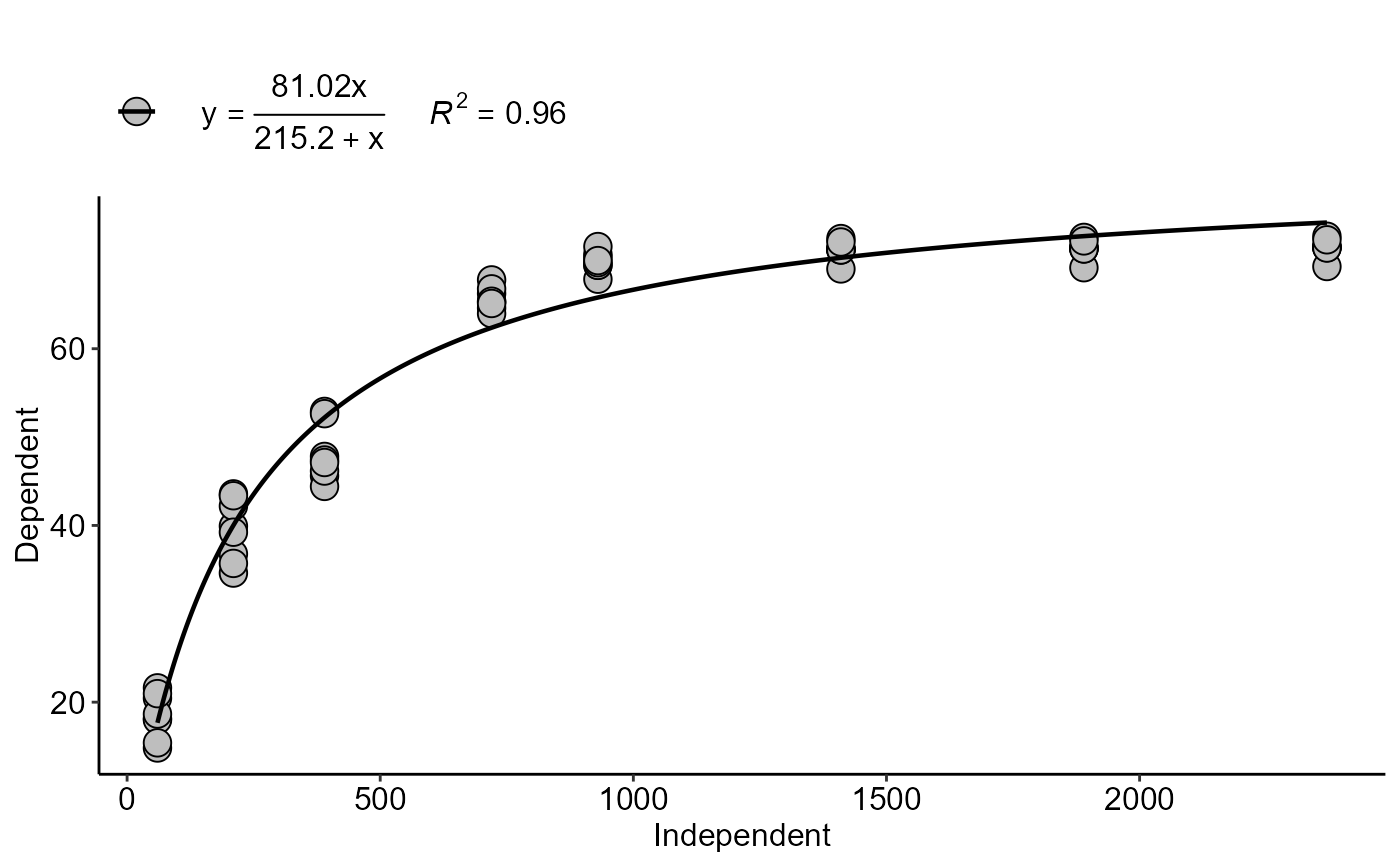 y = 81.02x / 215.2 + x R² = 0.96
Dependent
60
40
20
0 500 1000 1500 2000
Independent